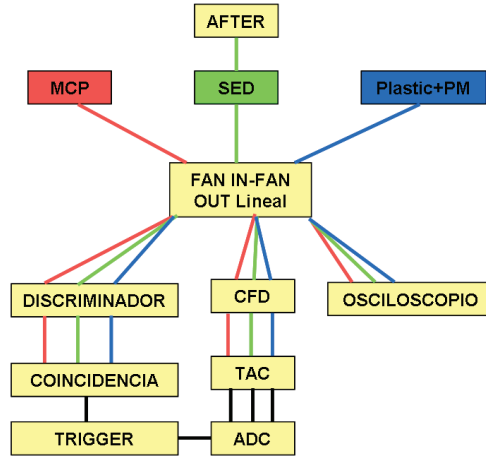 AFTER
MCP
SED
Plastic+PM
FAN IN-FAN
OUT Lineal
DISCRIMINADOR
CFD
OSCILOSCOPIO
COINCIDENCIA
TAC
TRIGGER
ADC